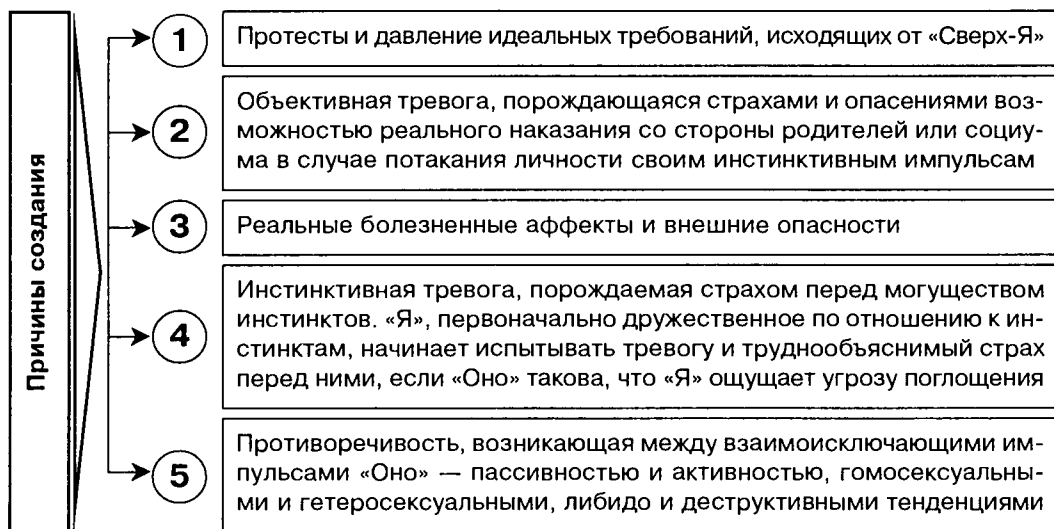 Причины создания
1
Протесты и давление идеальных требований, исходящих от «Сверх-Я»
2
Объективная тревога, порождающаяся страхами и опасениями воз-
можностью реального наказания со стороны родителей или социу-
ма в случае потакания личности своим инстинктивным импульсам
3
Реальные болезненные аффекты и внешние опасности
4
Инстинктивная тревога, порождаемая страхом перед могуществом
инстинктов. «Я», первоначально дружественное по отношению к ин-
стинктам, начинает испытывать тревогу и труднообъяснимый страх
перед ними, если «Оно» такова, что «Я» ощущает угрозу поглощения
5
Противоречивость, возникающая между взаимоисключающими им-
пульсами «Оно» — пассивностью и активностью, гомосексуальны-
ми и гетеросексуальными, либидо и деструктивными тенденциями